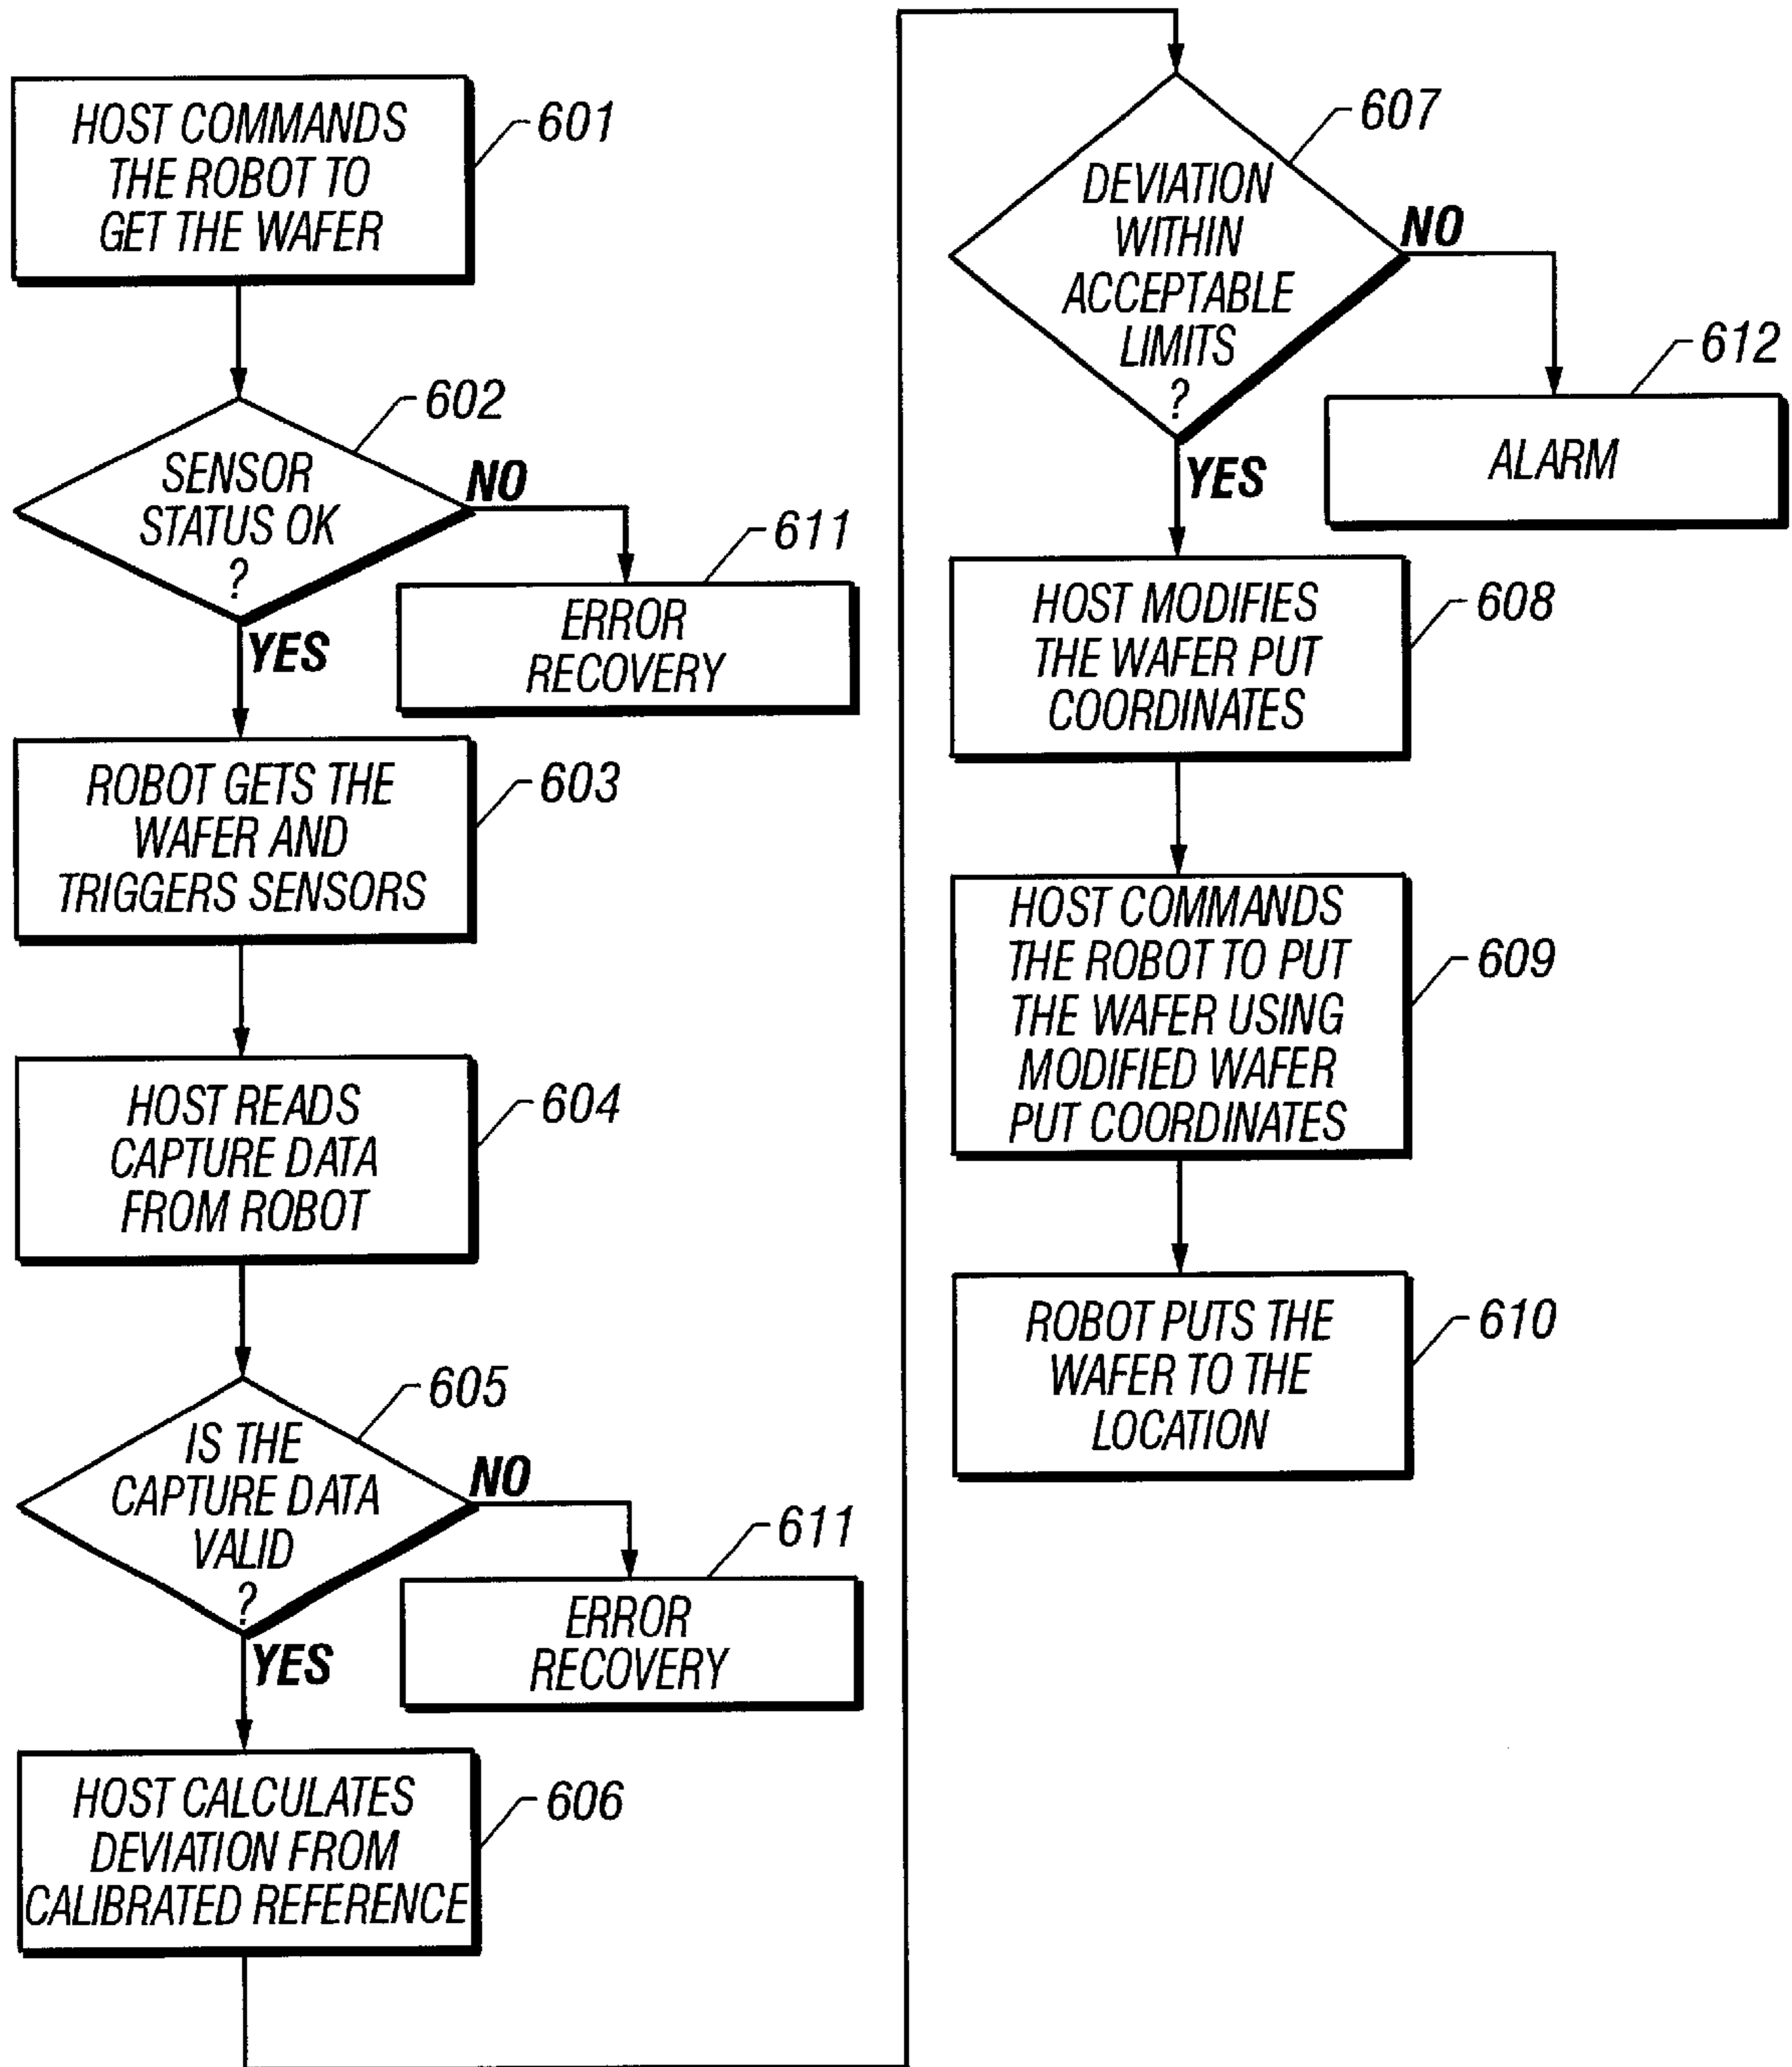 HOST COMMANDS
THE ROBOT TO
GET THE WAFER
601
602
SENSOR
STATUS OK
?
NO
YES
611
ERROR
RECOVERY
ROBOT GETS THE
WAFER AND
TRIGGERS SENSORS
603
HOST READS
CAPTURE DATA
FROM ROBOT
604
605
IS THE
CAPTURE DATA
VALID
?
NO
YES
611
ERROR
RECOVERY
HOST CALCULATES
DEVIATION FROM
CALIBRATED REFERENCE
606
607
DEVIATION
WITHIN
ACCEPTABLE
LIMITS
?
NO
YES
612
ALARM
HOST MODIFIES
THE WAFER PUT
COORDINATES
608
HOST COMMANDS
THE ROBOT TO PUT
THE WAFER USING
MODIFIED WAFER
PUT COORDINATES
609
ROBOT PUTS THE
WAFER TO THE
LOCATION
610